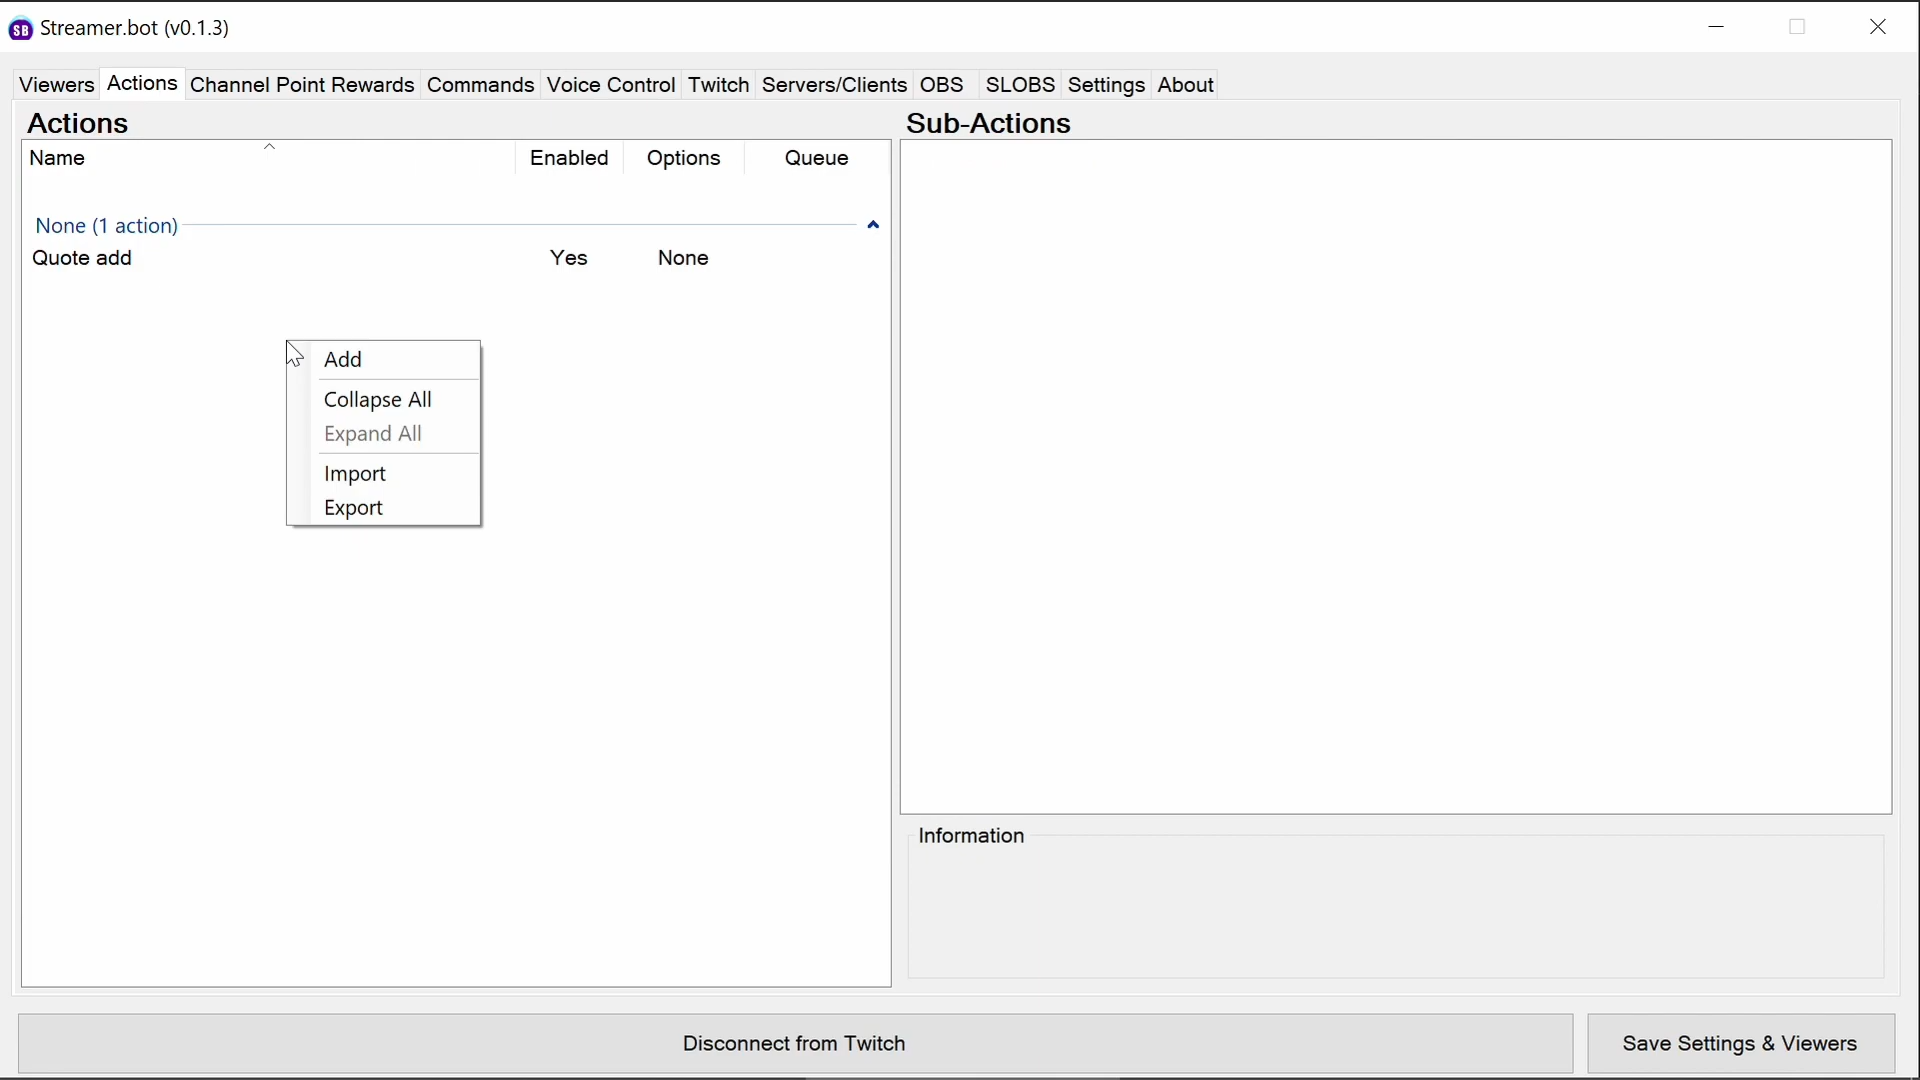 SB Streamer.bot (v0.1.3)
Viewers Actions Channel Point Rewards Commands Voice Control Twitch Servers/Clients OBS SLOBS Settings About
Actions
Name Enabled Options Queue
None (1 action)
Quote add Yes None
Add
Collapse All
Expand All
Import
Export
Sub-Actions
Information
Disconnect from Twitch
Save Settings & Viewers